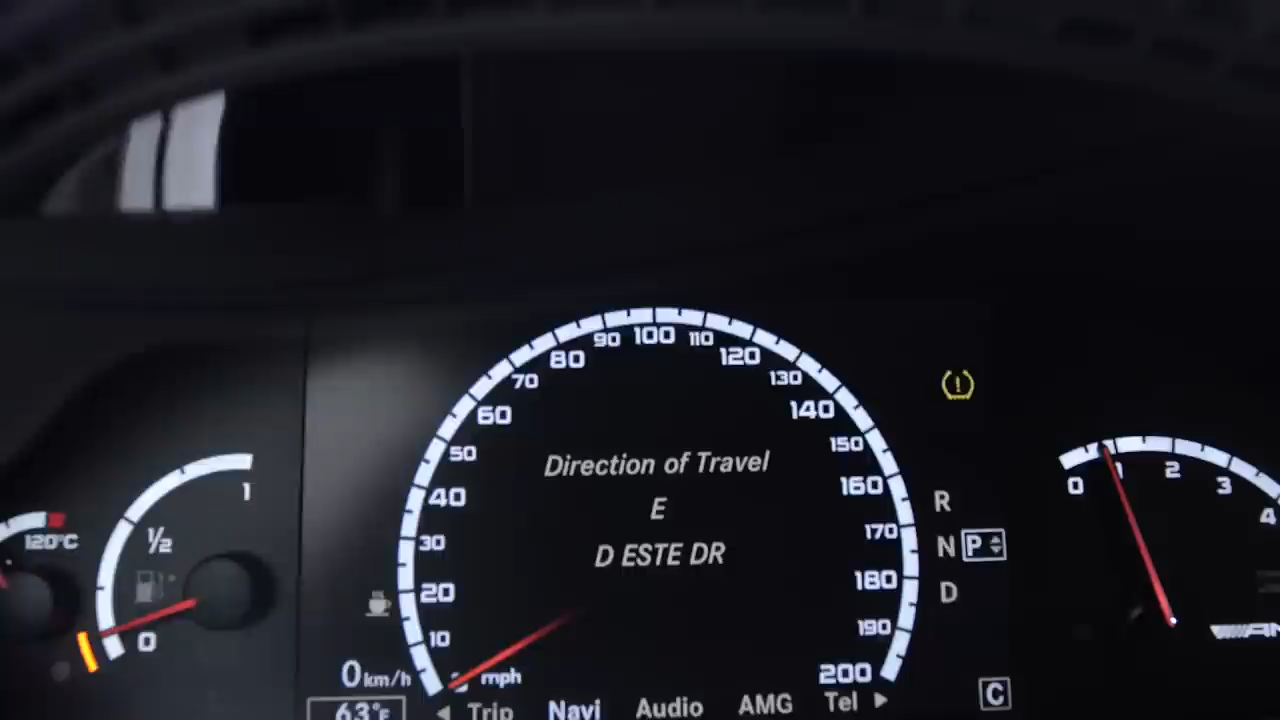 90 100 110
80 120
70 130
60 140
50 150
40 160
30 170
20 180
10 190
200
Direction of Travel
E
D ESTE DR
R
N P
D
C
120°C
1
½
0
0 km/h
mph
63°F
Trip Navi Audio AMG Tel
0 1 2 3 4